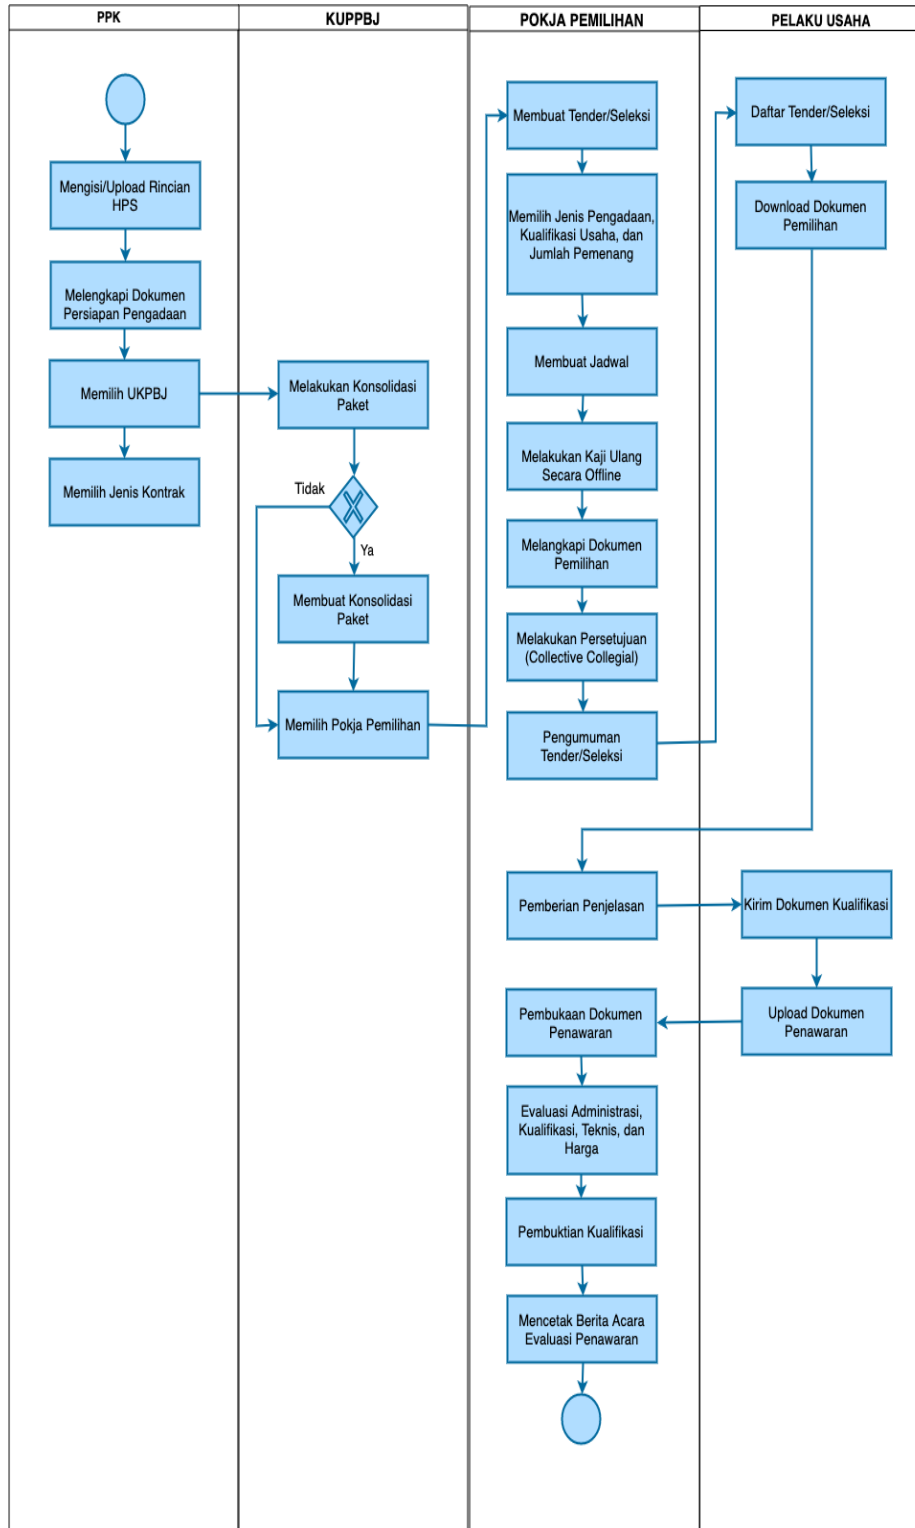 PPK
KUPPBJ
POKJA PEMILIHAN
PELAKU USAHA
Mengisi/Upload Rincian
HPS
Melengkapi Dokumen
Persiapan Pengadaan
Memilih UKPBJ
Memilih Jenis Kontrak
Melakukan Konsolidasi
Paket
Tidak
Ya
Membuat Konsolidasi
Paket
Memilih Pokja Pemilihan
Membuat Tender/Seleksi
Memilih Jenis Pengadaan,
Kualifikasi Usaha, dan
Jumlah Pemenang
Membuat Jadwal
Melakukan Kaji Ulang
Secara Offline
Melangkapi Dokumen
Pemilihan
Melakukan Persetujuan
(Collective Collegial)
Pengumuman
Tender/Seleksi
Daftar Tender/Seleksi
Download Dokumen
Pemilihan
Pemberian Penjelasan
Kirim Dokumen Kualifikasi
Upload Dokumen
Penawaran
Pembukaan Dokumen
Penawaran
Evaluasi Administrasi,
Kualifikasi, Teknis, dan
Harga
Pembuktian Kualifikasi
Mencetak Berita Acara
Evaluasi Penawaran